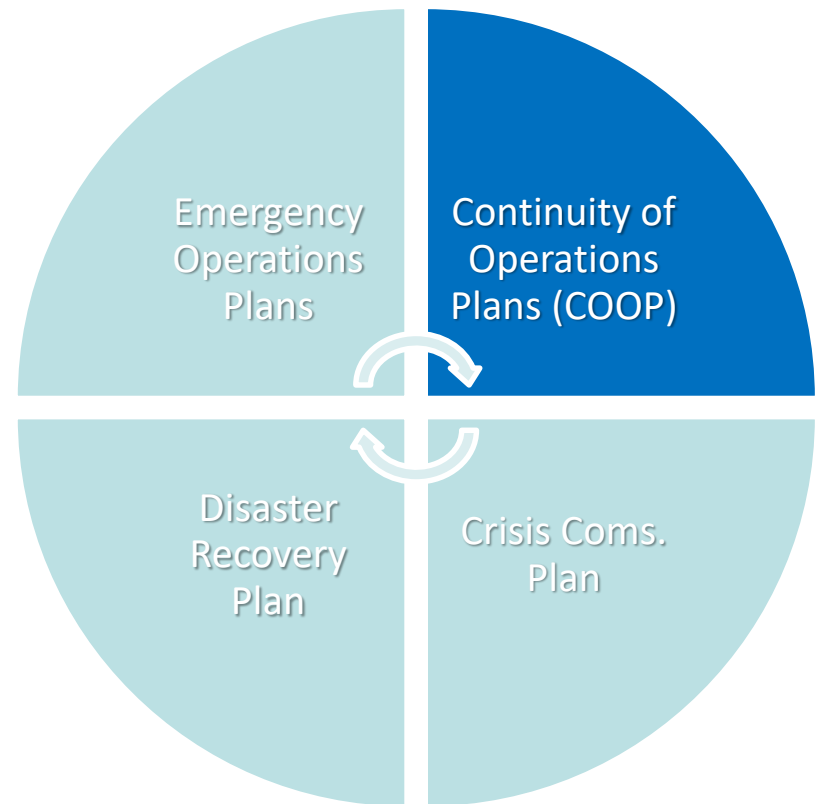 Emergency
Operations
Plans
Continuity of
Operations
Plans (COOP)
Disaster
Recovery
Plan
Crisis Coms.
Plan